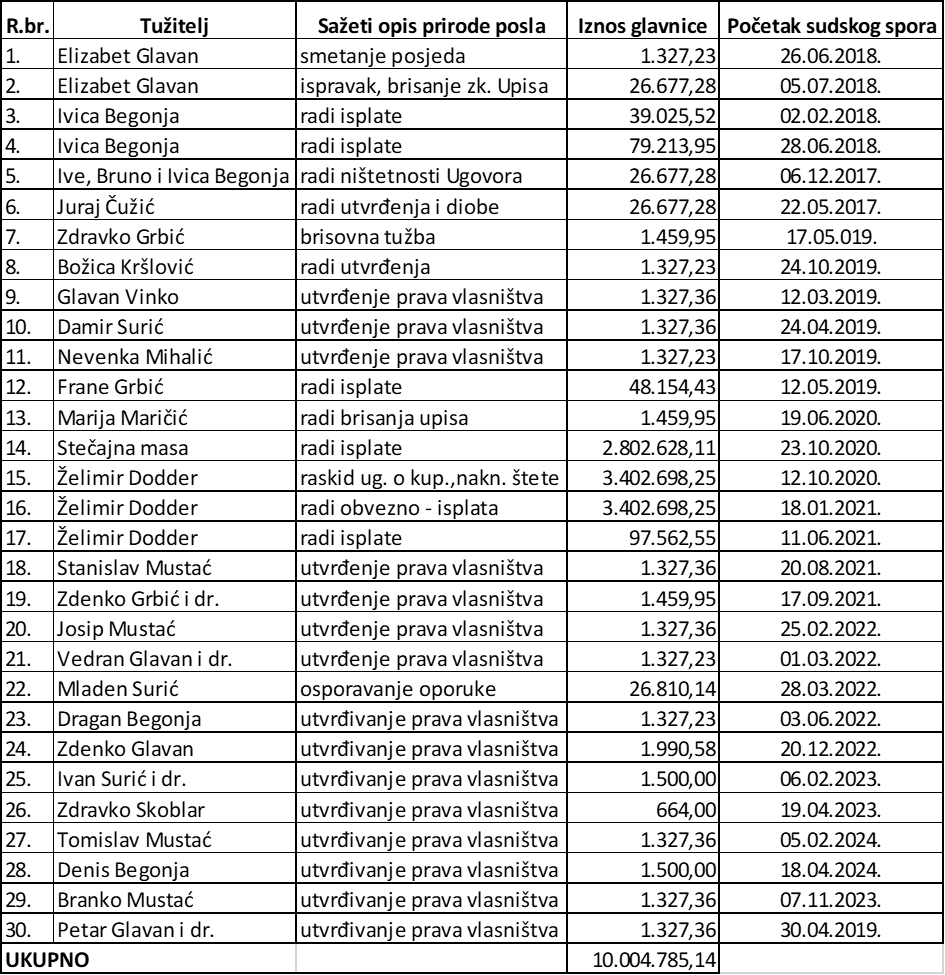 R.br. Tužitelj Sažeti opis prirode posla Iznos glavnice Početak sudskog spora
1. Elizabet Glavan smetanje posjeda 1.327,23 26.06.2018.
2. Elizabet Glavan ispravak, brisanje zk. Upisa 26.677,28 05.07.2018.
3. Ivica Begonja radi isplate 39.025,52 02.02.2018.
4. Ivica Begonja radi isplate 79.213,95 28.06.2018.
5. Ive, Bruno i Ivica Begonja radi ništetnosti Ugovora 26.677,28 06.12.2017.
6. Juraj Čužić radi utvrđenja i diobe 26.677,28 22.05.2017.
7. Zdravko Grbić brisovna tužba 1.459,95 17.05.019.
8. Božica Kršlović radi utvrđenja 1.327,23 24.10.2019.
9. Glavan Vinko utvrđenje prava vlasništva 1.327,36 12.03.2019.
10. Damir Surić utvrđenje prava vlasništva 1.327,36 24.04.2019.
11. Nevenka Mihalić utvrđenje prava vlasništva 1.327,23 17.10.2019.
12. Frane Grbić radi isplate 48.154,43 12.05.2019.
13. Marija Maričić radi brisanja upisa 1.459,95 19.06.2020.
14. Stečajna masa radi isplate 2.802.628,11 23.10.2020.
15. Želimir Dodder raskid ug. o kup.,nakn. štete 3.402.698,25 12.10.2020.
16. Želimir Dodder radi obvezno - isplata 3.402.698,25 18.01.2021.
17. Želimir Dodder radi isplate 97.562,55 11.06.2021.
18. Stanislav Mustać utvrđenje prava vlasništva 1.327,36 20.08.2021.
19. Zdenko Grbić i dr. utvrđenje prava vlasništva 1.459,95 17.09.2021.
20. Josip Mustać utvrđenje prava vlasništva 1.327,36 25.02.2022.
21. Vedran Glavan i dr. utvrđenje prava vlasništva 1.327,23 01.03.2022.
22. Mladen Surić osporavanje oporuke 26.810,14 28.03.2022.
23. Dragan Begonja utvrđivanje prava vlasništva 1.327,23 03.06.2022.
24. Zdenko Glavan utvrđivanje prava vlasništva 1.990,58 20.12.2022.
25. Ivan Surić i dr. utvrđivanje prava vlasništva 1.500,00 06.02.2023.
26. Zdravko Skoblar utvrđivanje prava vlasništva 664,00 19.04.2023.
27. Tomislav Mustać utvrđivanje prava vlasništva 1.327,36 05.02.2024.
28. Denis Begonja utvrđivanje prava vlasništva 1.500,00 18.04.2024.
29. Branko Mustać utvrđivanje prava vlasništva 1.327,36 07.11.2023.
30. Petar Glavan i dr. utvrđivanje prava vlasništva 1.327,36 30.04.2019.
UKUPNO 10.004.785,14